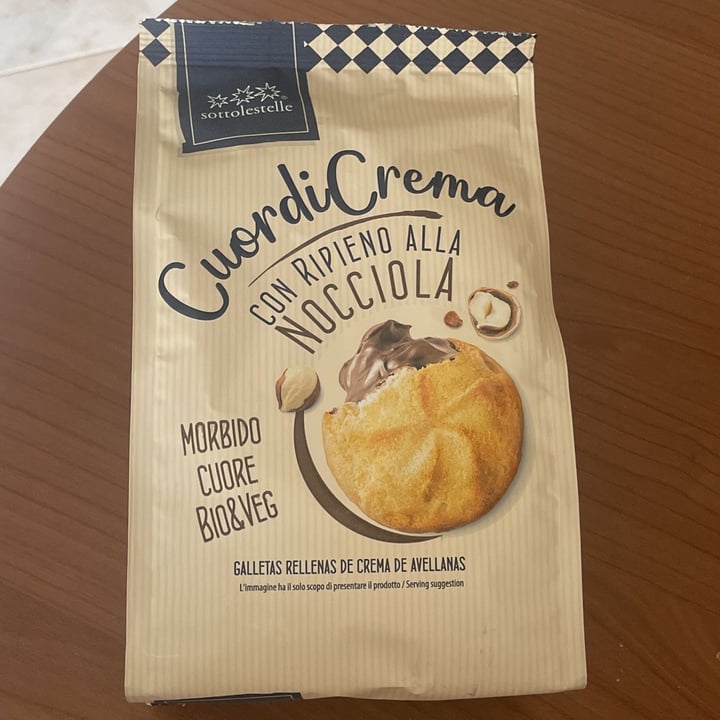 sottolestelle
CuordiCrema
CON RIPIENO ALLA
NOCCIOLA
MORBIDO
CUORE
BIO&VEG
GALLETAS RELLENAS DE CREMA DE AVELLANAS
L'immagine ha il solo scopo di presentare il prodotto / Serving suggestion